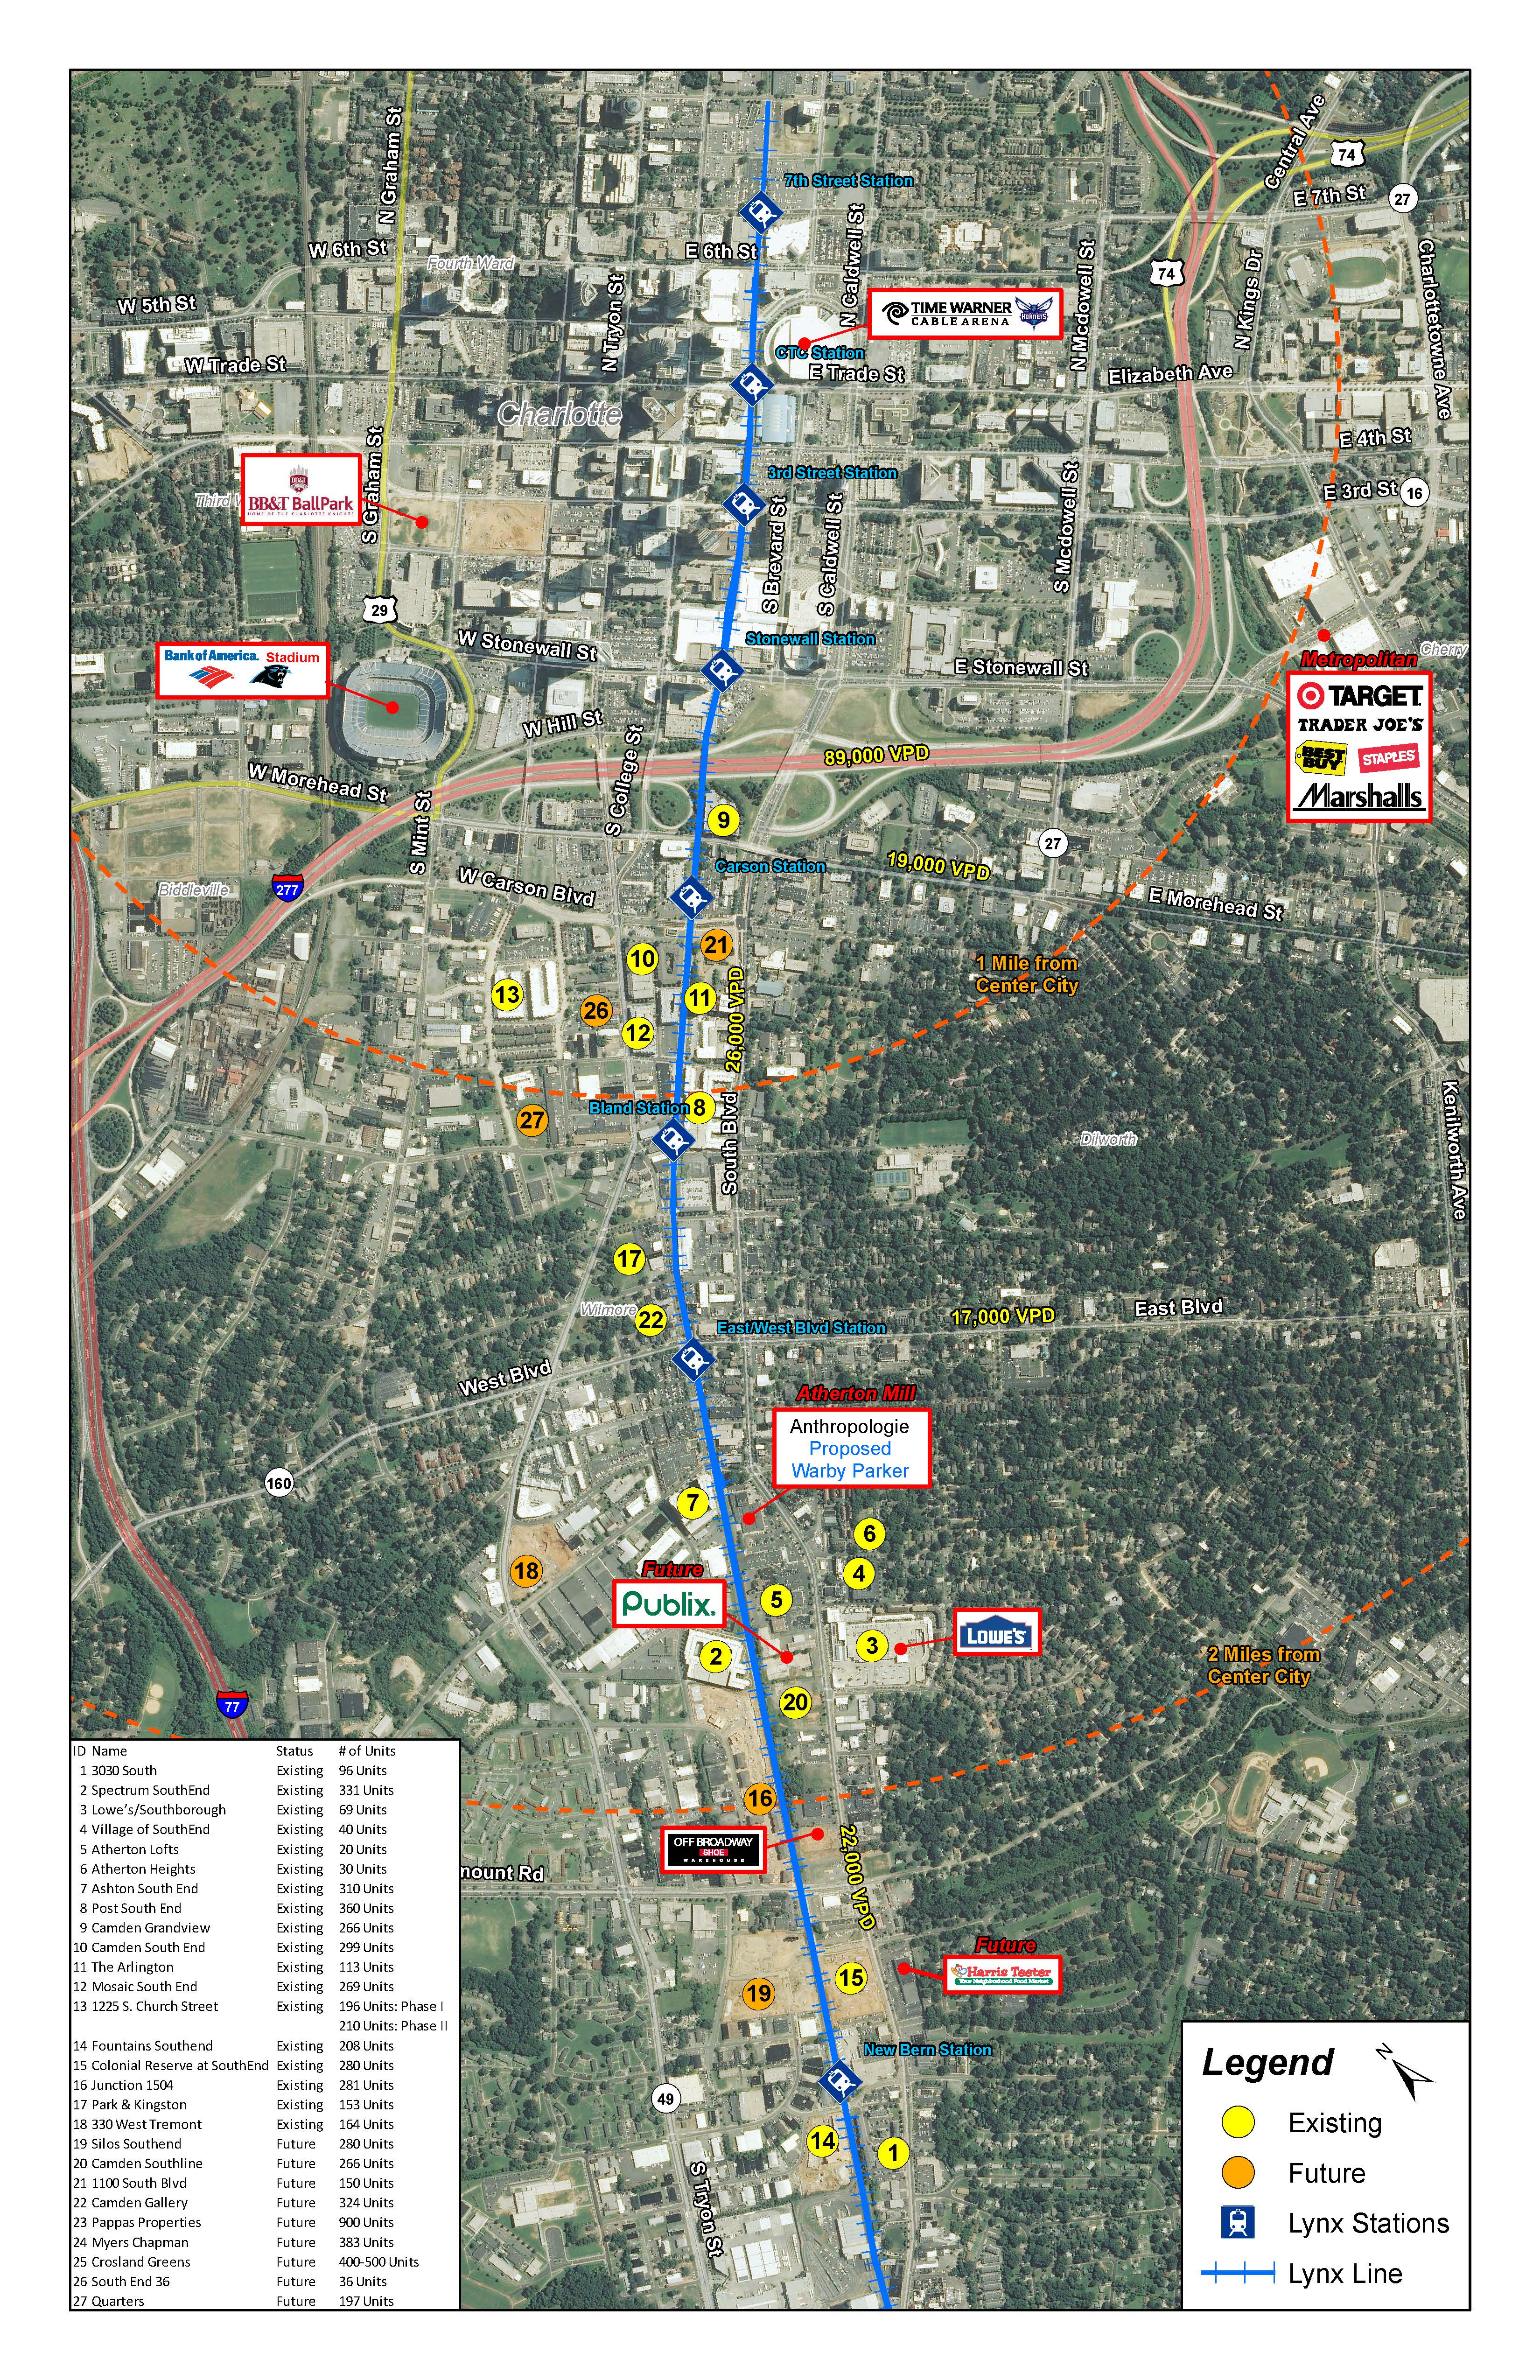 N Graham St
Central Ave
74
7th Street Station
E 7th St
27
N Caldwell St
W 6th St
E 6th St
Fourth Ward
N Mcdowell St
Charlottetowne Ave
N Kings Dr
74
N Tryon St
W 5th St
TIME WARNER
CABLE ARENA
HORNETS
CTC Station
W Trade St
E Trade St
Elizabeth Ave
Charlotte
S Graham St
E 4th St
3rd Street Station
BB&T BallPark
HOME OF THE CHARLOTTE KNIGHTS
Third
E 3rd St
16
S Mcdowell St
S Brevard St
S Caldwell St
29
W Stonewall St
Stonewall Station
E Stonewall St
Bank of America. Stadium
Cherry
Metropolitan
TARGET
TRADER JOE'S
BEST
BUY
STAPLES
Marshalls
W Hill St
S College St
89,000 VPD
W Morehead St
S Mint St
9
27
Carson Station
19,000 VPD
Biddleville
277
W Carson Blvd
E Morehead St
10
21
1 Mile from
Center City
13
11
26
12
26,000 VPD
27
Bland Station
8
South Blvd
Dilworth
Kenilworth Ave
17
Wilmore
22
East/West Blvd Station
17,000 VPD
East Blvd
West Blvd
Atherton Mill
Anthropologie
Proposed
Warby Parker
160
7
6
18
Future
Publix.
4
5
LOWE'S
3
2
2 Miles from
Center City
77
20
16
OFF BROADWAY
SHOE
WAREHOUSE
22,000 VPD
mount Rd
Future
Harris Teeter
Your Neighborhood Food Market
15
19
New Bern Station
49
14
1
S Tryon St
ID Name Status # of Units
1 3030 South Existing 96 Units
2 Spectrum SouthEnd Existing 331 Units
3 Lowe's/Southborough Existing 69 Units
4 Village of SouthEnd Existing 40 Units
5 Atherton Lofts Existing 20 Units
6 Atherton Heights Existing 30 Units
7 Ashton South End Existing 310 Units
8 Post South End Existing 360 Units
9 Camden Grandview Existing 266 Units
10 Camden South End Existing 299 Units
11 The Arlington Existing 113 Units
12 Mosaic South End Existing 269 Units
13 1225 S. Church Street Existing 196 Units: Phase I
210 Units: Phase II
14 Fountains Southend Existing 208 Units
15 Colonial Reserve at SouthEnd Existing 280 Units
16 Junction 1504 Existing 281 Units
17 Park & Kingston Existing 153 Units
18 330 West Tremont Existing 164 Units
19 Silos Southend Future 280 Units
20 Camden Southline Future 266 Units
21 1100 South Blvd Future 150 Units
22 Camden Gallery Future 324 Units
23 Pappas Properties Future 900 Units
24 Myers Chapman Future 383 Units
25 Crosland Greens Future 400-500 Units
26 South End 36 Future 36 Units
27 Quarters Future 197 Units
Legend
N
Existing
Future
Lynx Stations
Lynx Line